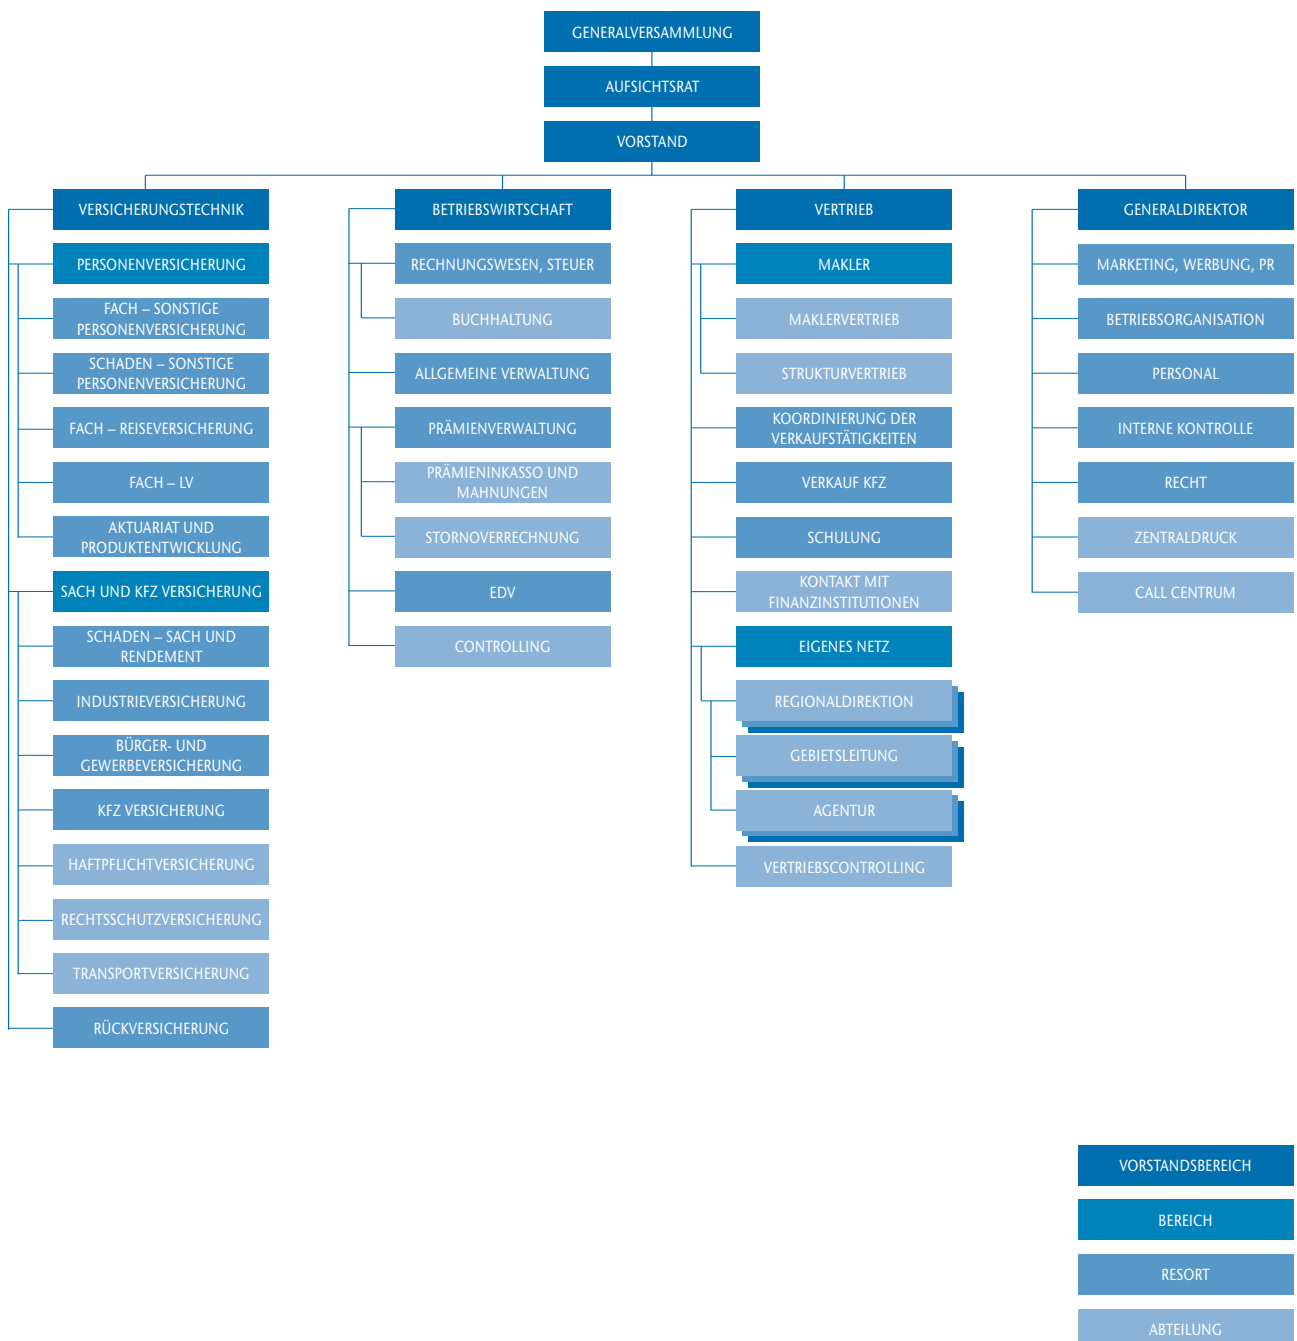 GENERALVERSAMMLUNG
AUFSICHTSRAT
VORSTAND
VERSICHERUNGSTECHNIK
PERSONENVERSICHERUNG
FACH – SONSTIGE
PERSONENVERSICHERUNG
SCHADEN – SONSTIGE
PERSONENVERSICHERUNG
FACH – REISEVERSICHERUNG
FACH – LV
AKTUARIAT UND
PRODUKTENTWICKLUNG
SACH UND KFZ VERSICHERUNG
SCHADEN – SACH UND
RENDEMENT
INDUSTRIEVERSICHERUNG
BÜRGER- UND
GEWERBEVERSICHERUNG
KFZ VERSICHERUNG
HAFTPFLICHTVERSICHERUNG
RECHTSSCHUTZVERSICHERUNG
TRANSPORTVERSICHERUNG
RÜCKVERSICHERUNG
BETRIEBSWIRTSCHAFT
RECHNUNGSWESEN, STEUER
BUCHHALTUNG
ALLGEMEINE VERWALTUNG
PRÄMIENVERWALTUNG
PRÄMIENINKASSO UND
MAHNUNGEN
STORNOVERRECHNUNG
EDV
CONTROLLING
VERTRIEB
MAKLER
MAKLERVERTRIEB
STRUKTURVERTRIEB
KOORDINIERUNG DER
VERKAUFSTÄTIGKEITEN
VERKAUF KFZ
SCHULUNG
KONTAKT MIT
FINANZINSTITUTIONEN
EIGENES NETZ
REGIONALDIREKTION
GEBIETSLEITUNG
AGENTUR
VERTRIEBSCONTROLLING
GENERALDIREKTOR
MARKETING, WERBUNG, PR
BETRIEBSORGANISATION
PERSONAL
INTERNE KONTROLLE
RECHT
ZENTRALDRUCK
CALL CENTRUM
VORSTANDSBEREICH
BEREICH
RESORT
ABTEILUNG